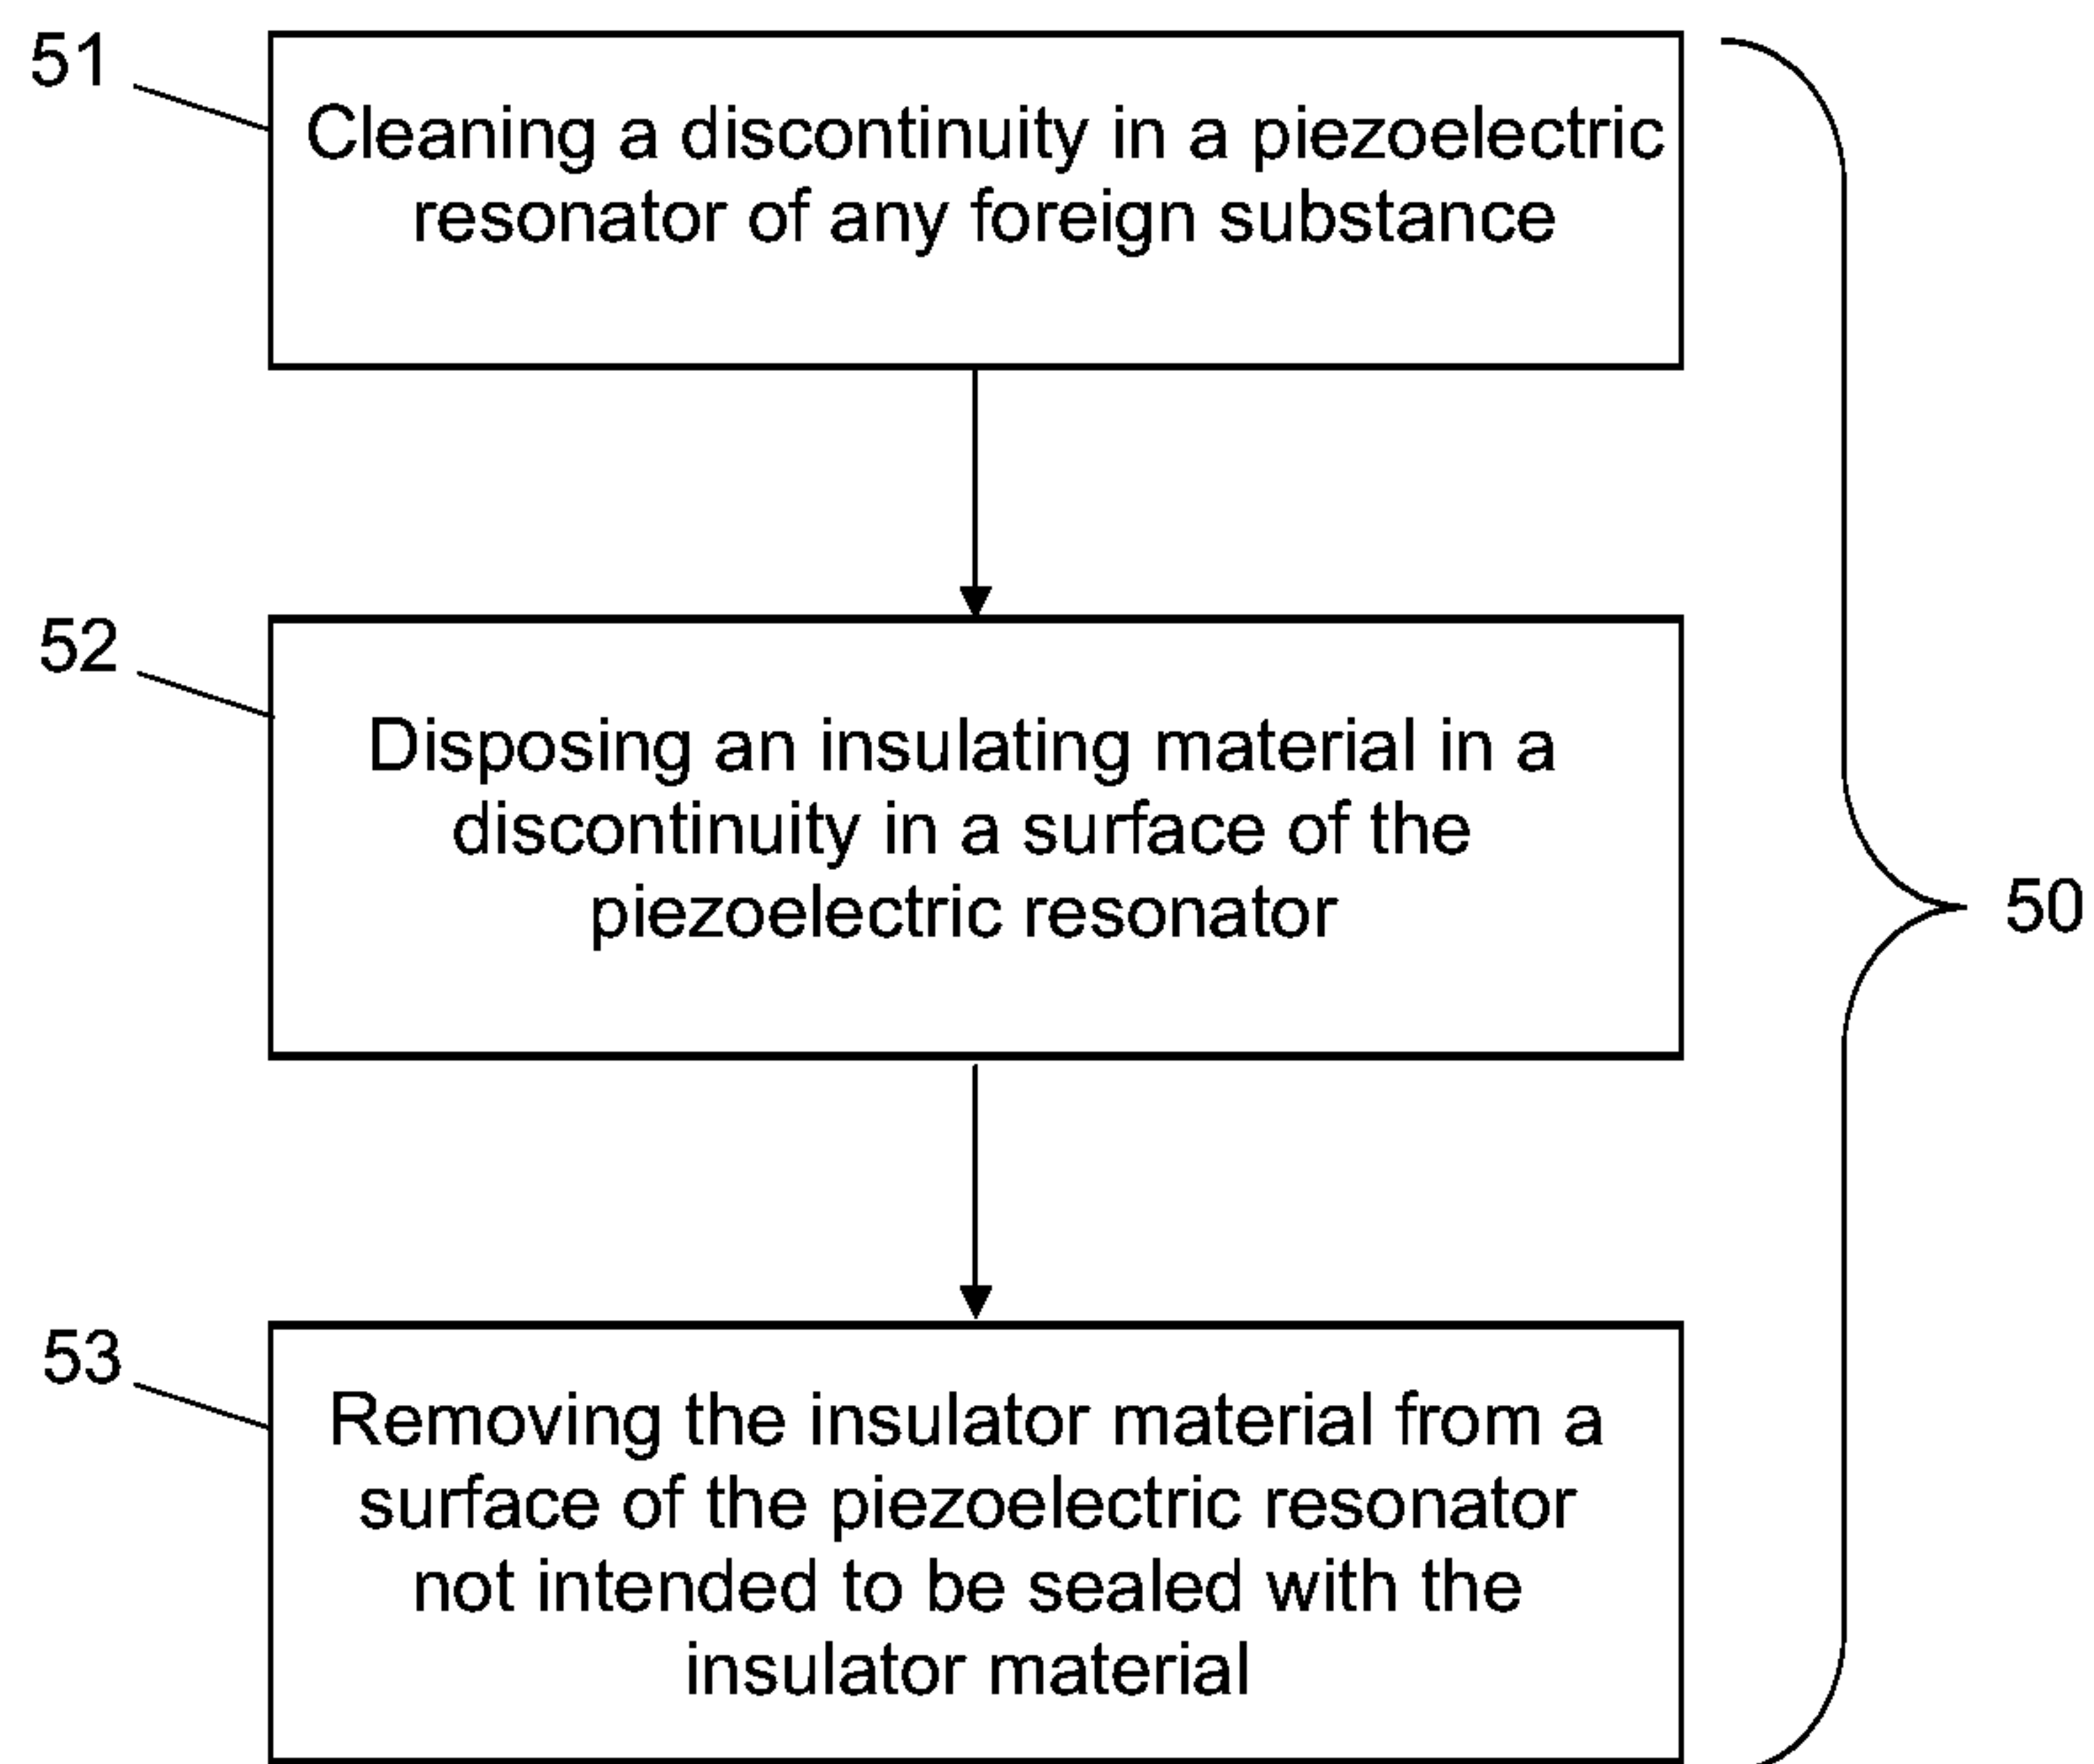 51
Cleaning a discontinuity in a piezoelectric
resonator of any foreign substance
52
Disposing an insulating material in a
discontinuity in a surface of the
piezoelectric resonator
50
53
Removing the insulator material from a
surface of the piezoelectric resonator
not intended to be sealed with the
insulator material